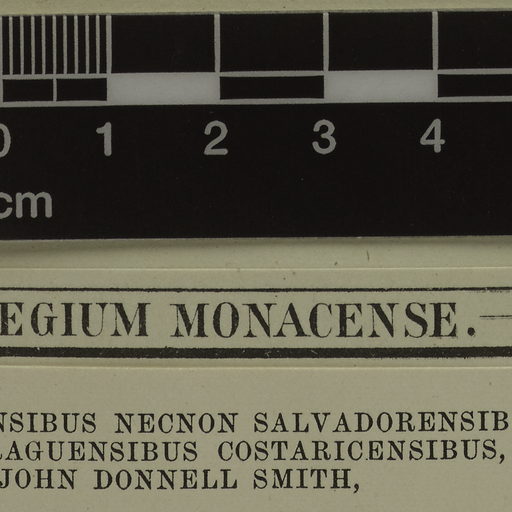 0 1 2 3 4
cm
EGIUM MONACENSE.
NSIBUS NECNON SALVADORENSIB
LAGUENSIBUS COSTARICENSIBUS,
JOHN DONNELL SMITH,